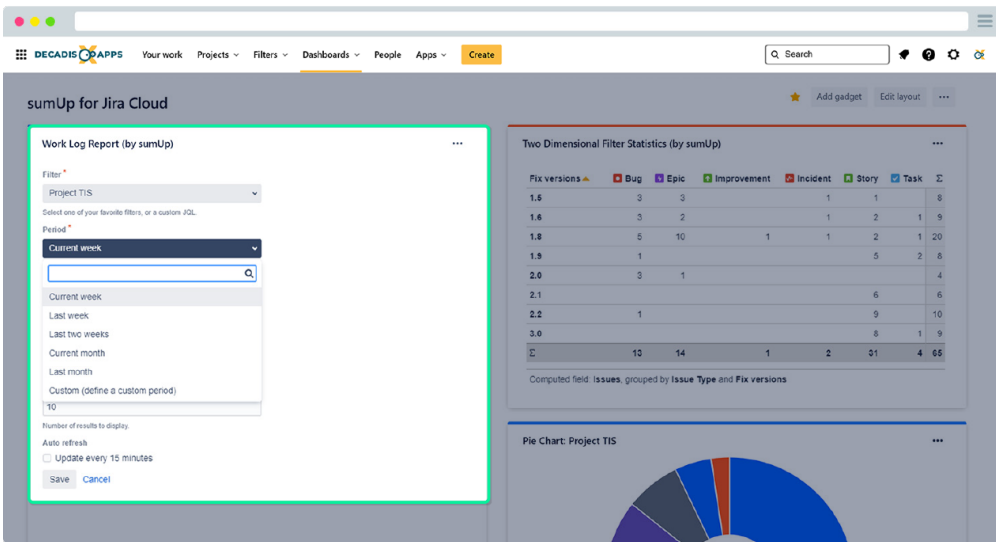 DECADIS APPS Your work Projects Filters Dashboards People Apps Create Search
sumUp for Jira Cloud
Add gadget Edit layout
Work Log Report (by sumUp)
Filter*
Project TIS
Select one of your favorite filters, or a custom JQL.
Period*
Current week
Current week
Last week
Last two weeks
Current month
Last month
Custom (define a custom period)
10
Number of results to display.
Auto refresh
Update every 15 minutes
Save Cancel
Two Dimensional Filter Statistics (by sumUp)
Fix versions Bug Epic Improvement Incident Story Task Σ
1.5 3 3 1 1 8
1.6 3 2 1 2 1 9
1.8 5 10 1 1 2 1 20
1.9 1 5 2 8
2.0 3 1 4
2.1 6 6
2.2 1 9 10
3.0 8 1 9
Σ 13 14 1 2 31 4 65
Computed field: Issues, grouped by Issue Type and Fix versions
Pie Chart: Project TIS